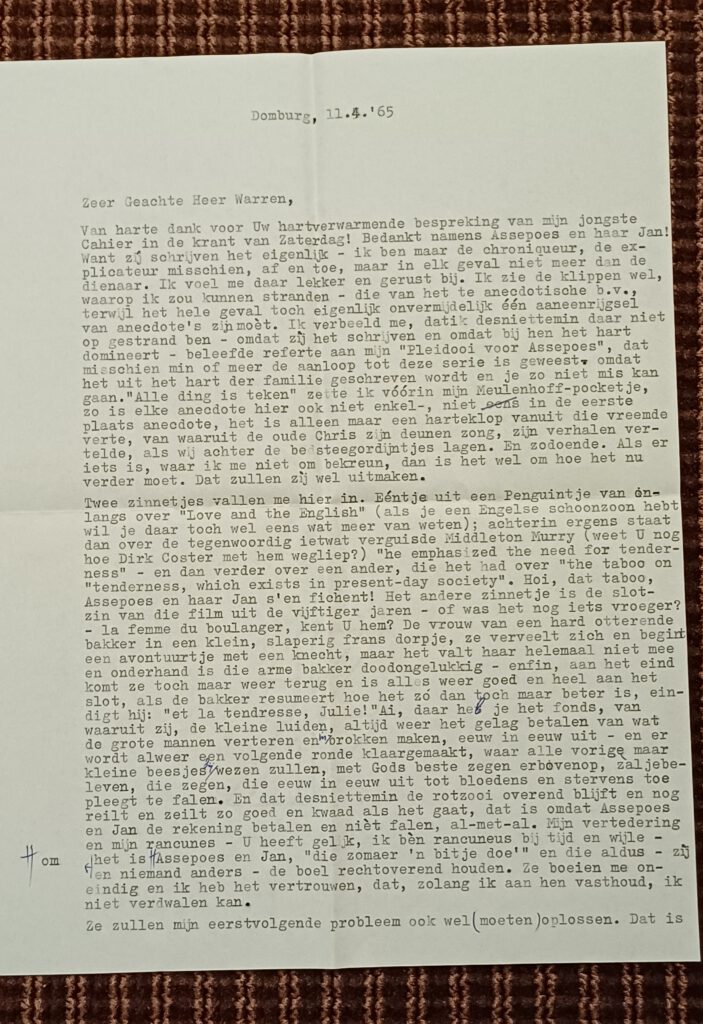 Domburg, 11.4.'65
Zeer Geachte Heer Warren,
Van harte dank voor Uw hartverwarmende bespreking van mijn jongste
Cahier in de krant van Zaterdag! Bedankt namens Assepoes en haar Jan!
Want zij schrijven het eigenlijk - ik ben maar de chroniqueur, de ex-
plicateur misschien, af en toe, maar in elk geval niet meer dan de
dienaar. Ik voel me daar lekker en gerust bij. Ik zie de klippen wel,
waarop ik zou kunnen stranden - die van het te anecdotische b.v.,
terwijl het hele geval toch eigenlijk onvermijdelijk één aaneenrijgsel
van anecdote's zijn moèt. Ik verbeeld me, dat ik desniettemin daar niet
op gestrand ben - omdat zíj het schrijven en omdat bij hen het hart
domineert - beleefde referte aan mijn "Pleidooi voor Assepoes", dat
misschien min of meer de aanloop tot deze serie is geweest, omdat
het uit het hart der familie geschreven wordt en je zo niet mis kan
gaan."Alle ding is teken" zette ik vóórin mijn Meulenhoff-pocketje,
zo is elke anecdote hier ook niet enkel-, niet eens in de eerste
plaats anecdote, het is alleen maar een harteklop vanuit die vreemde
verte, van waaruit de oude Chris zijn deunen zong, zijn verhalen ver-
telde, als wij achter de bedsteegordijntjes lagen. En zodoende. Als er
iets is, waar ik me niet om bekreun, dan is het wel om hoe het nu
verder moet. Dat zullen zij wel uitmaken.
Twee zinnetjes vallen me hier in. Eéntje uit een Penguintje van ón-
langs over "Love and the English" (als je een Engelse schoonzoon hebt
wil je daar toch wel eens wat meer van weten); achterin ergens staat
dan over de tegenwoordig ietwat verguisde Middleton Murry (weet U nog
hoe Dirk Coster met hem wegliep?) "he emphasized the need for tender-
ness" - en dan verder over een ander, die het had over "the taboo on
"tenderness, which exists in present-day society". Hoi, dat taboo,
Assepoes en haar Jan s'en fichent! Het andere zinnetje is de slot-
zin van die film uit de vijftiger jaren - of was het nog iets vroeger?
- la femme du boulanger, kent U hem? De vrouw van een hard otterende
bakker in een klein, slaperig frans dorpje, ze verveelt zich en begint
een avontuurtje met een knecht, maar het valt haar helemaal niet mee
en onderhand is die arme bakker doodongelukkig - enfin, aan het eind
komt ze toch maar weer terug en is alles weer goed en heel aan het
slot, als de bakker resumeert hoe het zó dan toch maar beter is, ein-
digt hij: "et la tendresse, Julie!"Ai, daar heb je het fonds, van
waaruit zij, de kleine luiden, altijd weer het gelag betalen van wat
de grote mannen verteren en brokken maken, eeuw in eeuw uit - en er
wordt alweer een volgende ronde klaargemaakt, waar alle vorige maar
kleine beesjes wezen zullen, met Gods beste zegen erbovenop, zaljebe-
leven, die zegen, die eeuw in eeuw uit tot bloedens en stervens toe
pleegt te falen. En dat desniettemin de rotzooi overend blijft en nog
reilt en zeilt zo goed en kwaad als het gaat, dat is omdat Assepoes
en Jan de rekening betalen en nièt falen, al-met-al. Mijn vertedering
en mijn rancunes - U heeft gelijk, ik bèn rancuneus bij tijd en wijle -
om het is Assepoes en Jan, "die zomaar 'n bitje doe'" en die aldus - zij
en niemand anders - de boel rechtoverend houden. Ze boeien me on-
eindig en ik heb het vertrouwen, dat, zolang ik aan hen vasthoud, ik
niet verdwalen kan.
Ze zullen mijn eerstvolgende probleem ook wel(moeten)oplossen. Dat is